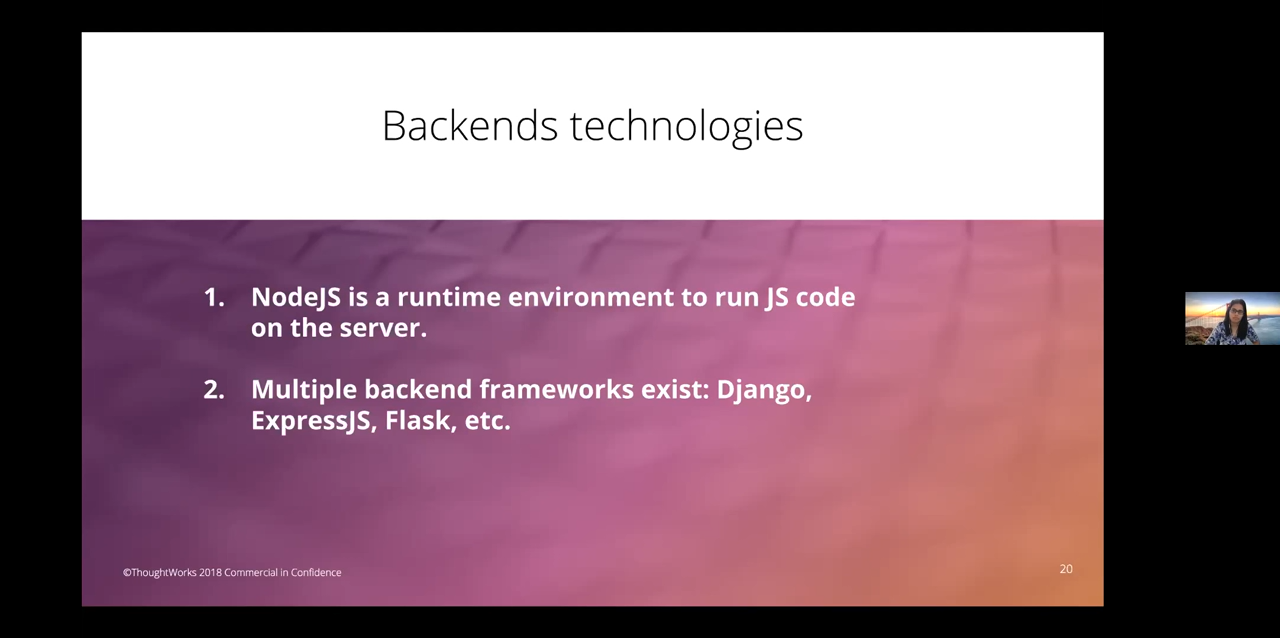 Backends technologies
1. NodeJS is a runtime environment to run JS code
on the server.
2. Multiple backend frameworks exist: Django,
ExpressJS, Flask, etc.
©ThoughtWorks 2018 Commercial in Confidence
20